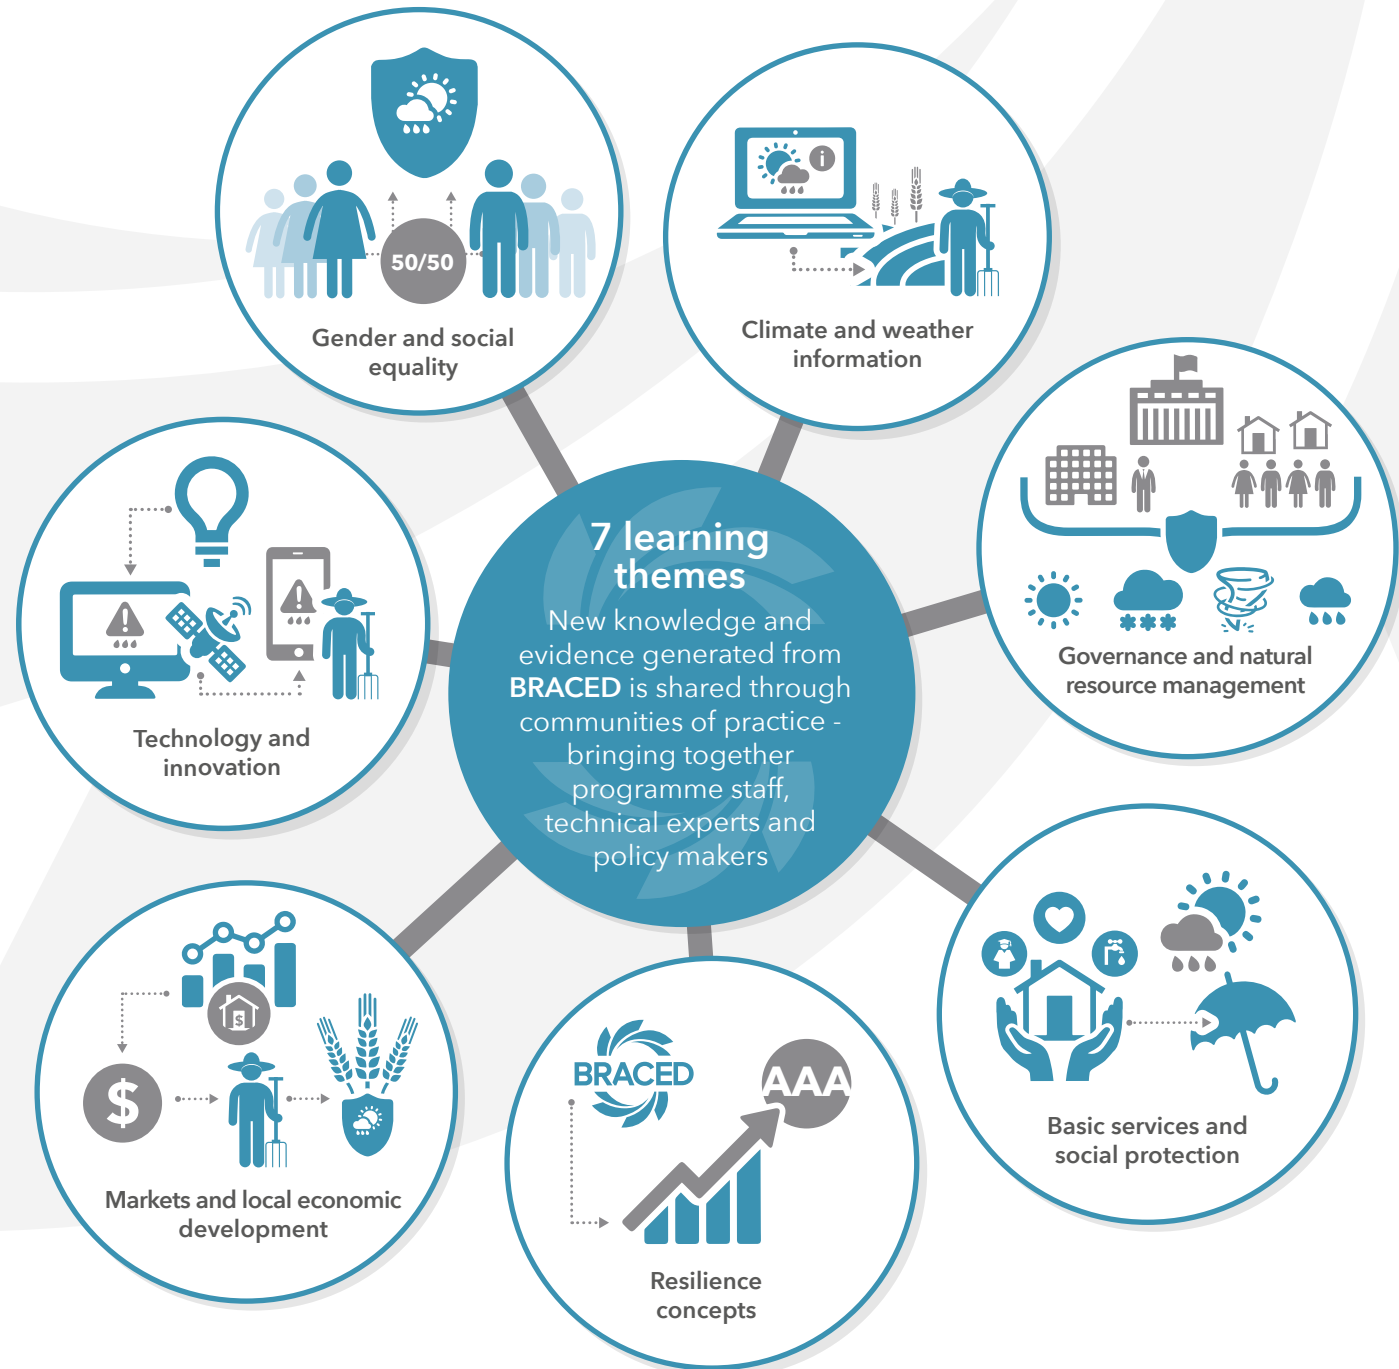 50/50
Gender and social
equality
i
Climate and weather
information
Governance and natural
resource management
7 learning
themes
New knowledge and
evidence generated from
BRACED is shared through
communities of practice -
bringing together
programme staff,
technical experts and
policy makers
Technology and
innovation
Basic services and
social protection
$
$
Markets and local economic
development
BRACED
AAA
Resilience
concepts